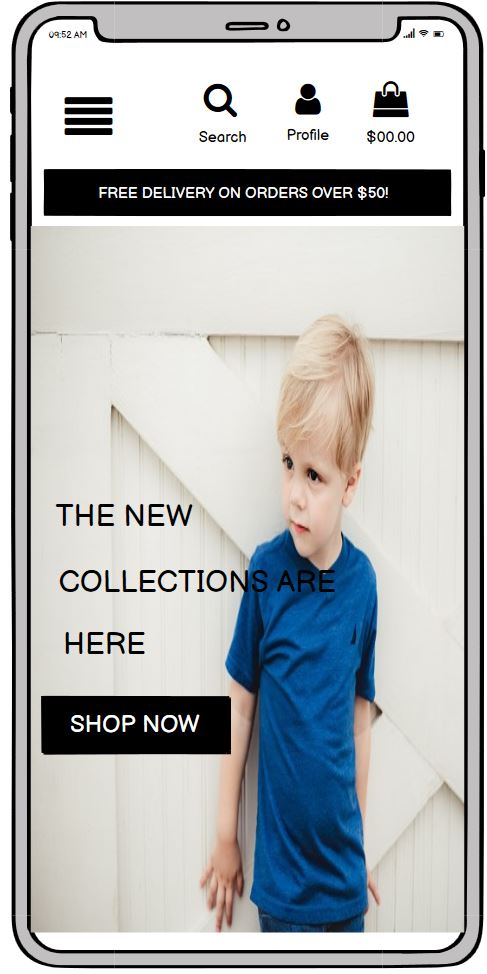 09:52 AM
Search
Profile
$00.00
FREE DELIVERY ON ORDERS OVER $50!
THE NEW
COLLECTIONS ARE
HERE
SHOP NOW